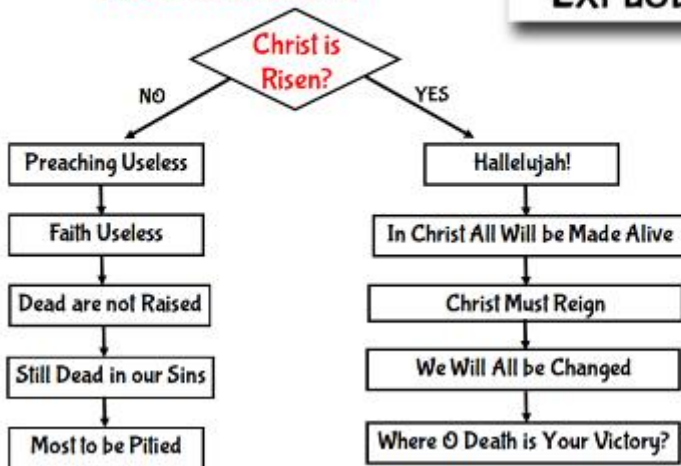 Christ is
Risen?
NO
YES
Preaching Useless
Faith Useless
Dead are not Raised
Still Dead in our Sins
Most to be Pitied
Hallelujah!
In Christ All Will be Made Alive
Christ Must Reign
We Will All be Changed
Where O Death is Your Victory?